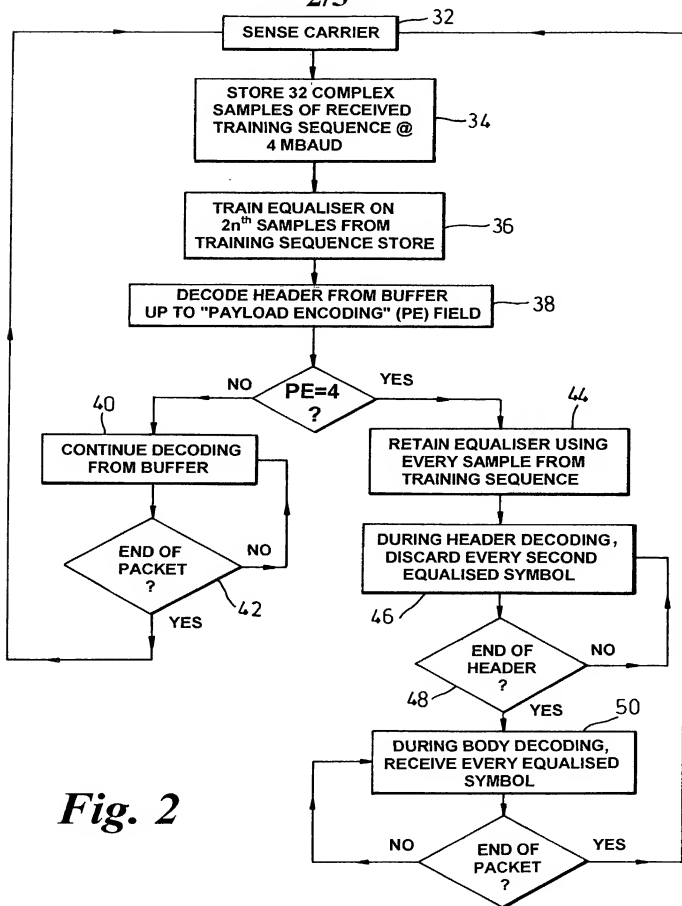 2/3
SENSE CARRIER
32
STORE 32 COMPLEX
SAMPLES OF RECEIVED
TRAINING SEQUENCE @
4 MBAUD
34
TRAIN EQUALISER ON
2nth SAMPLES FROM
TRAINING SEQUENCE STORE
36
DECODE HEADER FROM BUFFER
UP TO "PAYLOAD ENCODING" (PE) FIELD
38
NO
PE=4
?
YES
40
CONTINUE DECODING
FROM BUFFER
END OF
PACKET
?
NO
42
YES
44
RETAIN EQUALISER USING
EVERY SAMPLE FROM
TRAINING SEQUENCE
DURING HEADER DECODING,
DISCARD EVERY SECOND
EQUALISED SYMBOL
46
END OF
HEADER
?
NO
48
YES
50
DURING BODY DECODING,
RECEIVE EVERY EQUALISED
SYMBOL
NO
END OF
PACKET
?
YES
Fig. 2